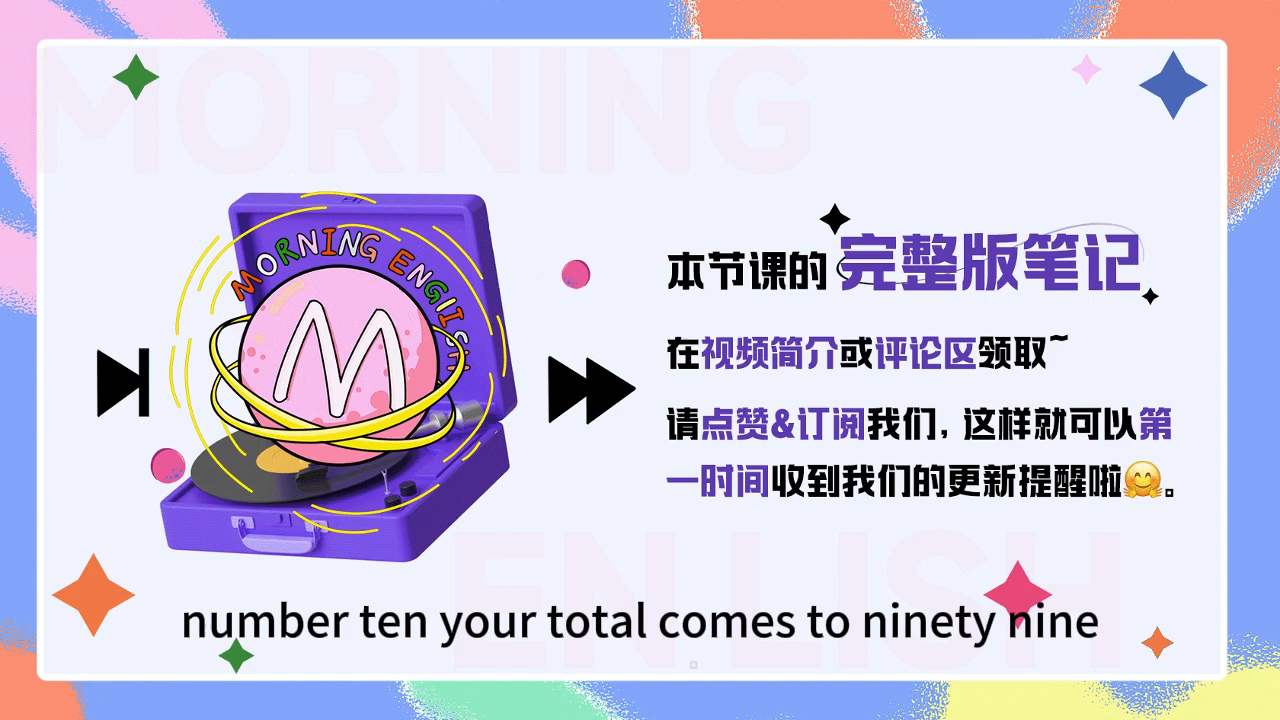 MORNING
MORNING ENGlISH
M
本节课的 完整版笔记
在视频简介或评论区领取~
请点赞&订阅我们, 这样就可以第
一时间收到我们的更新提醒啦🤗。
EN LISH
number ten your total comes to ninety nine